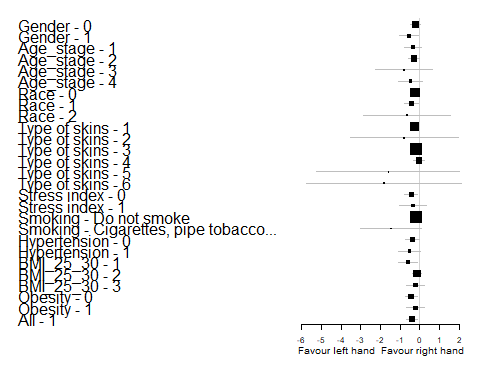 Gender - 0
Gender - 1
Age_stage - 1
Age_stage - 2
Age_stage - 3
Age_stage - 4
Race - 0
Race - 1
Race - 2
Type of skins - 1
Type of skins - 2
Type of skins - 3
Type of skins - 4
Type of skins - 5
Type of skins - 6
Stress index - 0
Stress index - 1
Smoking - Do not smoke
Smoking - Cigarettes, pipe tobacco...
Hypertension - 0
Hypertension - 1
BMI_25_30 - 1
BMI_25_30 - 2
BMI_25_30 - 3
Obesity - 0
Obesity - 1
All - 1
-6 -5 -4 -3 -2 -1 0 1 2
Favour left hand Favour right hand